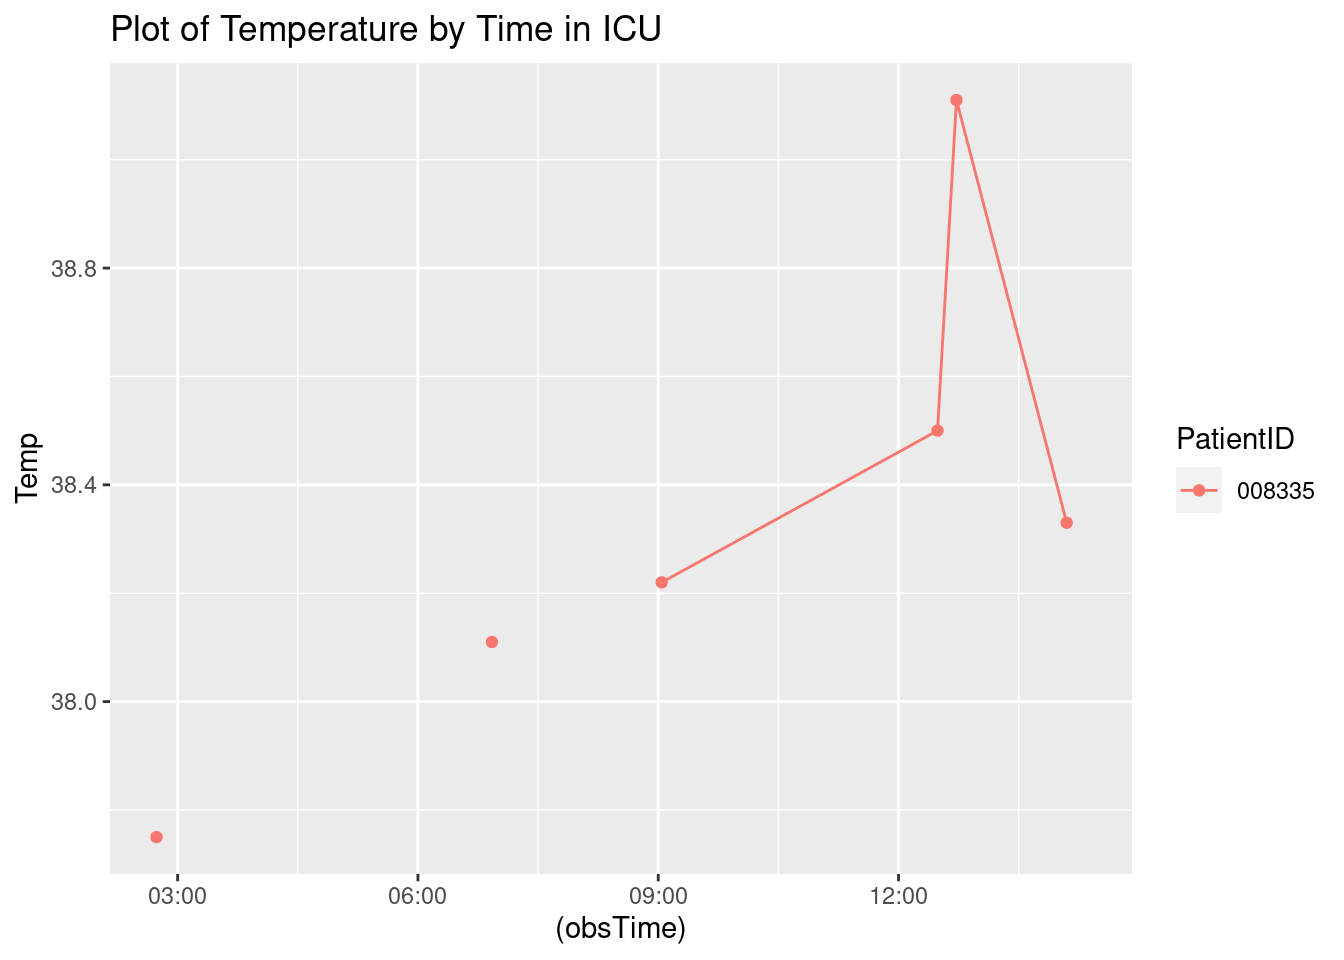 Plot of Temperature by Time in ICU
38.8
38.4
38.0
Temp
03:00 06:00 09:00 12:00
(obsTime)
PatientID
008335